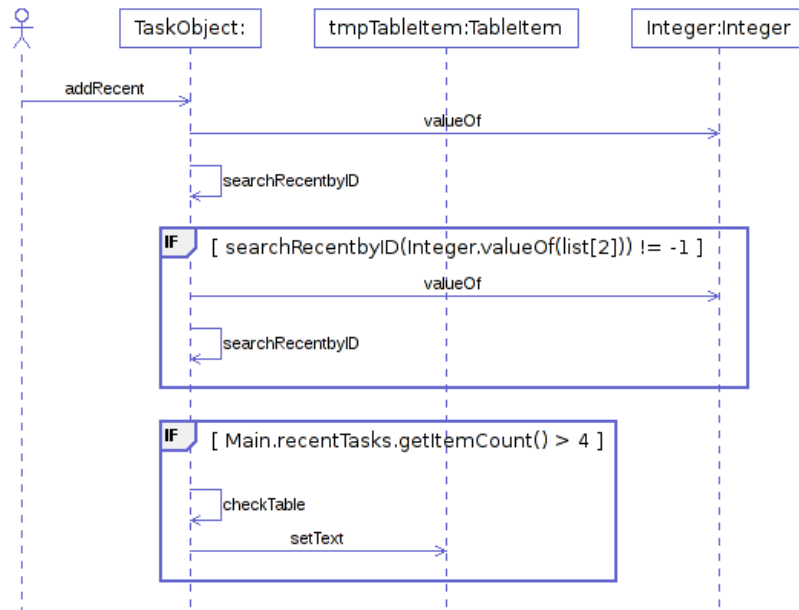 TaskObject: tmpTableItem:TableItem Integer:Integer
addRecent
valueOf
searchRecentbyID
IF [ searchRecentbyID(Integer.valueOf(list[2])) != -1 ]
valueOf
searchRecentbyID
IF [ Main.recentTasks.getItemCount() > 4 ]
checkTable
setText